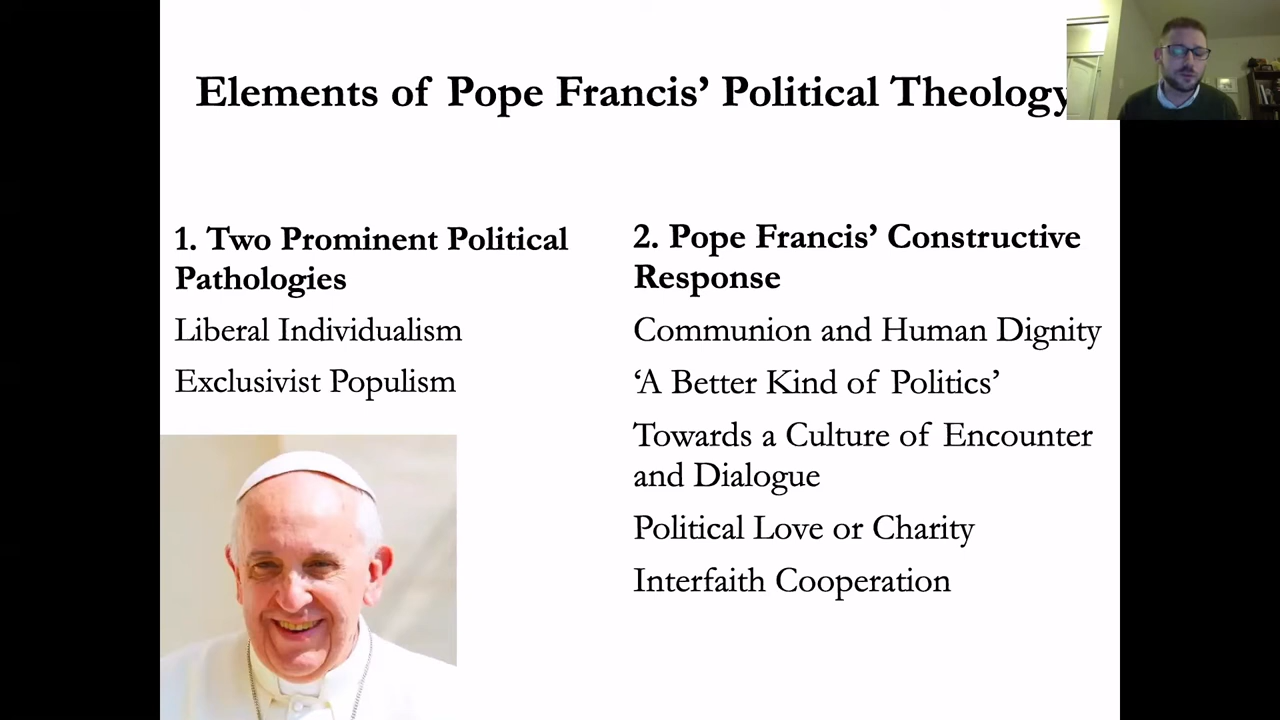 Elements of Pope Francis’ Political Theology
1. Two Prominent Political
Pathologies
Liberal Individualism
Exclusivist Populism
2. Pope Francis’ Constructive
Response
Communion and Human Dignity
‘A Better Kind of Politics’
Towards a Culture of Encounter
and Dialogue
Political Love or Charity
Interfaith Cooperation